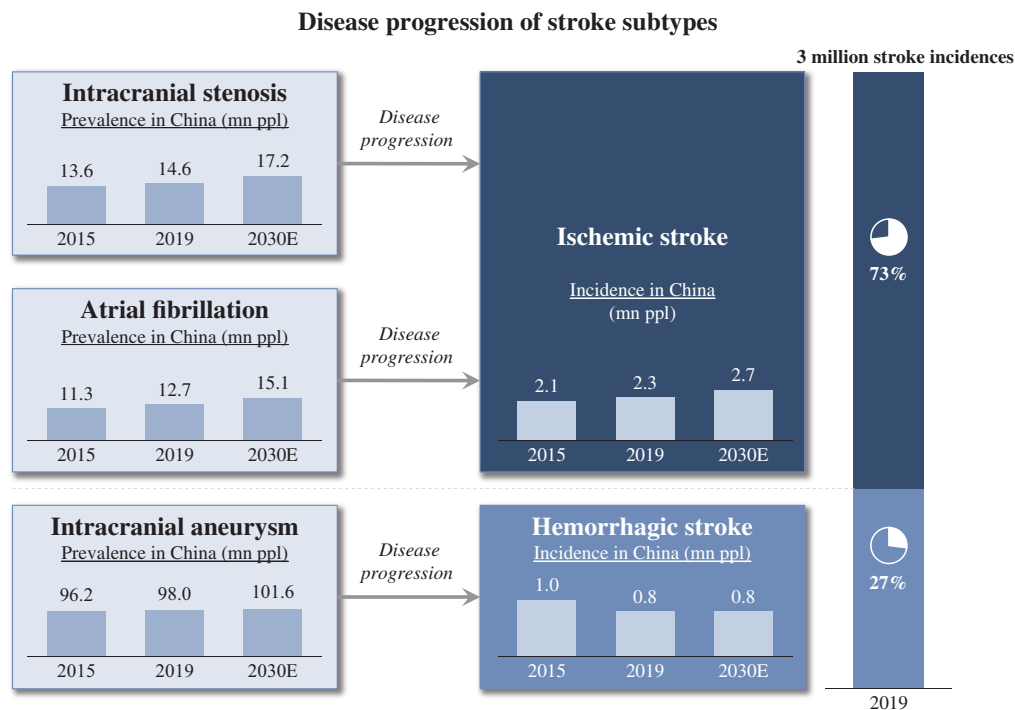 Disease progression of stroke subtypes
3 million stroke incidences
Intracranial stenosis
Prevalence in China (mn ppl)
13.6 14.6 17.2
2015 2019 2030E
Disease
progression
Atrial fibrillation
Prevalence in China (mn ppl)
11.3 12.7 15.1
2015 2019 2030E
Disease
progression
Ischemic stroke
Incidence in China
(mn ppl)
2.1 2.3 2.7
2015 2019 2030E
73%
Intracranial aneurysm
Prevalence in China (mn ppl)
96.2 98.0 101.6
2015 2019 2030E
Disease
progression
Hemorrhagic stroke
Incidence in China (mn ppl)
1.0 0.8 0.8
2015 2019 2030E
27%
2019